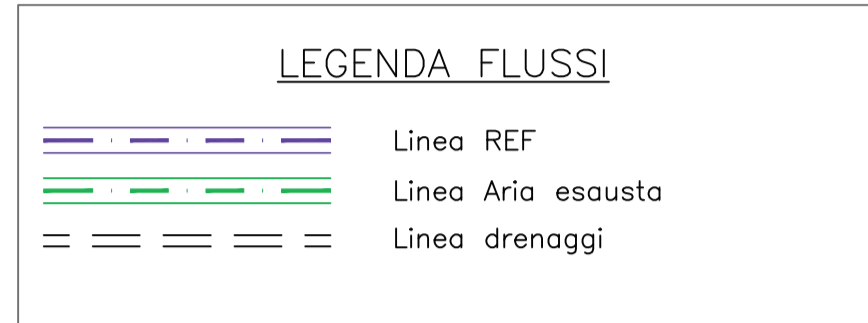 LEGENDA FLUSSI
Linea REF
Linea Aria esausta
Linea drenaggi